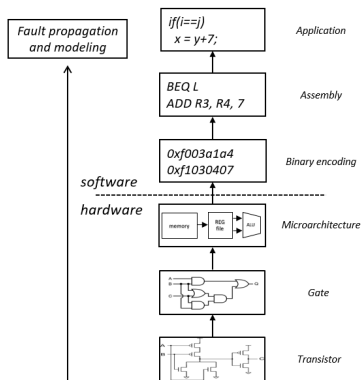 Fault propagation
and modeling
if(i==j)
x = y+7;
Application
BEQ L
ADD R3, R4, 7
Assembly
0xf003a1a4
0xf1030407
Binary encoding
software
hardware
memory
REG
file
ALU
Microarchitecture
A
B
C
Q
Gate
A
B
C
Transistor